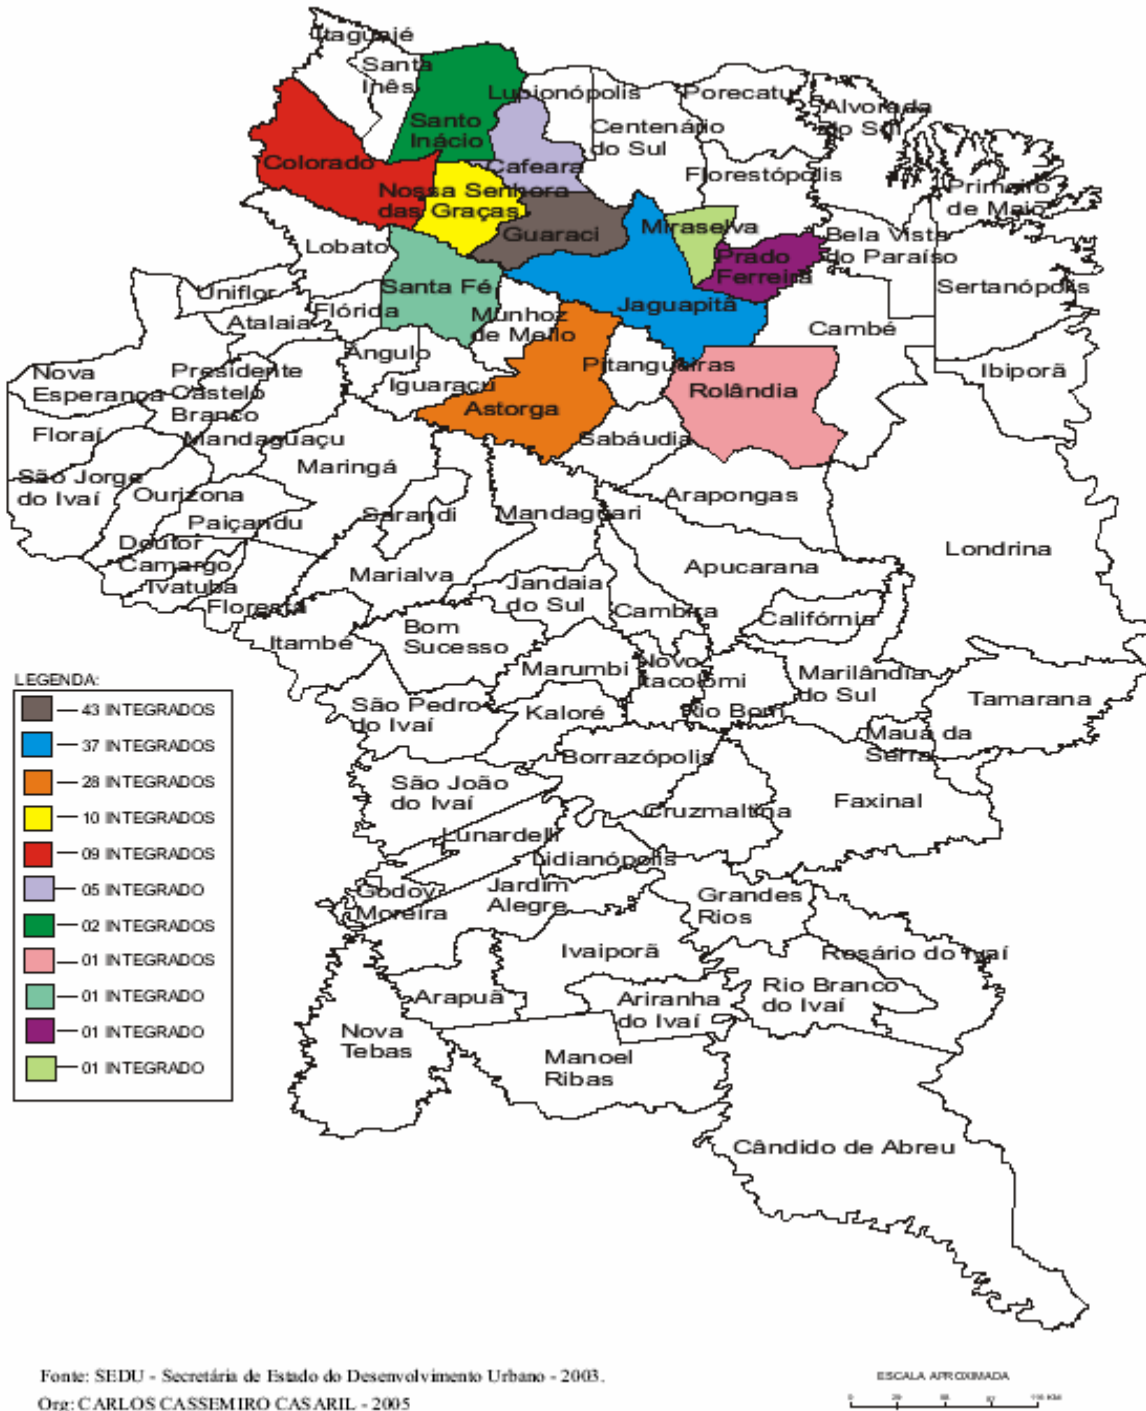 Itaguajé
Santa
Inês
Santo
Inácio
Lupionópolis
Centenário
do Sul
Porecatu
Alvorada
do Sul
Colorado
Cafeara
Florestópolis
Primeiro
de Maio
Nossa Senhora
das Graças
Guaraci
Miraselva
Prado
Ferreira
Bela Vista
do Paraíso
Lobato
Santa Fé
Jaguapitã
Sertanópolis
Uniflor
Flórida
Munhoz
de Mello
Cambé
Atalaia
Ângulo
Iguaraçu
Pitangueiras
Ibiporã
Nova
Esperança
Presidente
Castelo
Branco
Astorga
Rolândia
Floraí
Mandaguaçu
Sabáudia
São Jorge
do Ivaí
Ourizona
Maringá
Arapongas
Paiçandu
Sarandi
Mandaguari
Doutor
Camargo
Ivatuba
Floresta
Marialva
Jandaia
do Sul
Apucarana
Londrina
Cambira
Califórnia
Itambé
Bom
Sucesso
Marumbi
Novo
Itacolomi
Marilândia
do Sul
Tamarana
São Pedro
do Ivaí
Kaloré
Rio Bom
Mauá da
Serra
Borrazópolis
São João
do Ivaí
Cruzmaltina
Faxinal
Lunardelli
Lidianópolis
Godoy
Moreira
Jardim
Alegre
Grandes
Rios
Ivaiporã
Rosário do Ivaí
Arapuã
Ariranha
do Ivaí
Rio Branco
do Ivaí
Nova
Tebas
Manoel
Ribas
Cândido de Abreu
LEGENDA:
43 INTEGRADOS
37 INTEGRADOS
28 INTEGRADOS
10 INTEGRADOS
09 INTEGRADOS
05 INTEGRADO
02 INTEGRADOS
01 INTEGRADOS
01 INTEGRADO
01 INTEGRADO
01 INTEGRADO
Fonte: SEDU - Secretária de Estado do Desenvolvimento Urbano - 2003.
Org: CARLOS CASSEMIRO CASARIL - 2005
ESCALA APROXIMADA
0